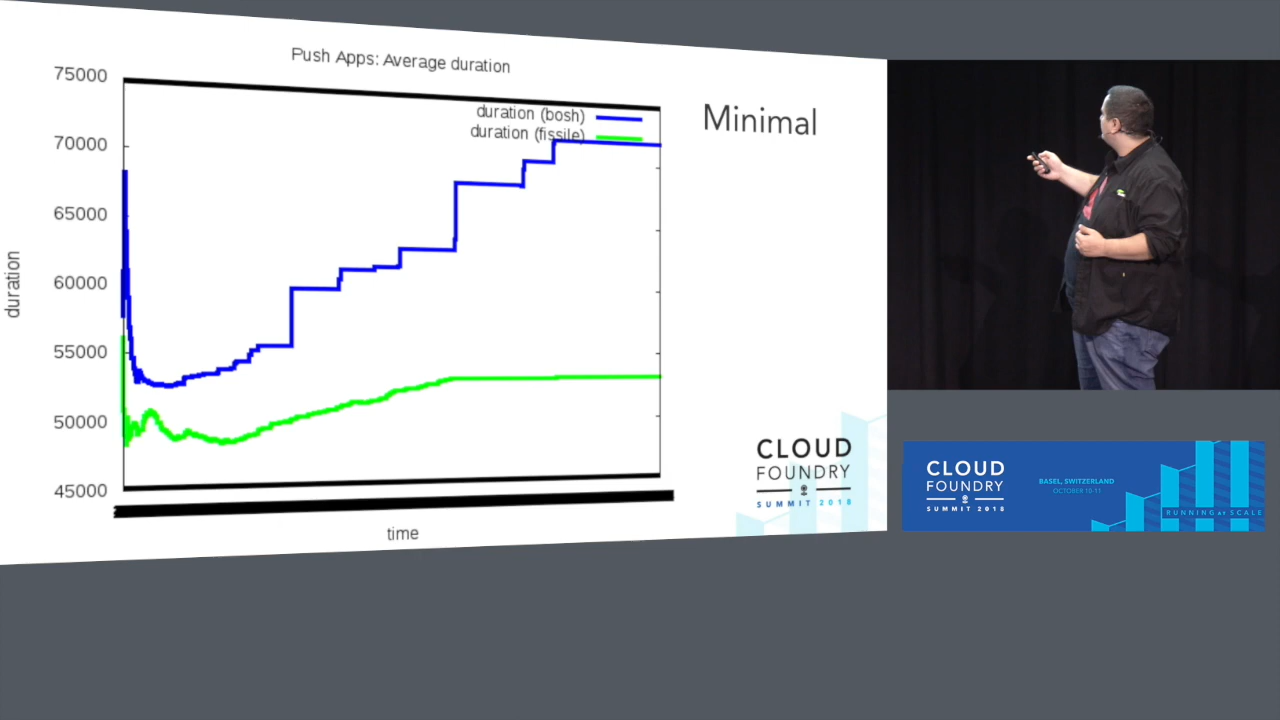 Push Apps: Average duration
75000
duration (bosh)
duration (fissile)
70000
65000
60000
55000
50000
45000
duration
time
Minimal
CLOUD
FOUNDRY
SUMMIT 2018
CLOUD
FOUNDRY
SUMMIT 2018
BASEL, SWITZERLAND
OCTOBER 10-11
RUNNING AT SCALE